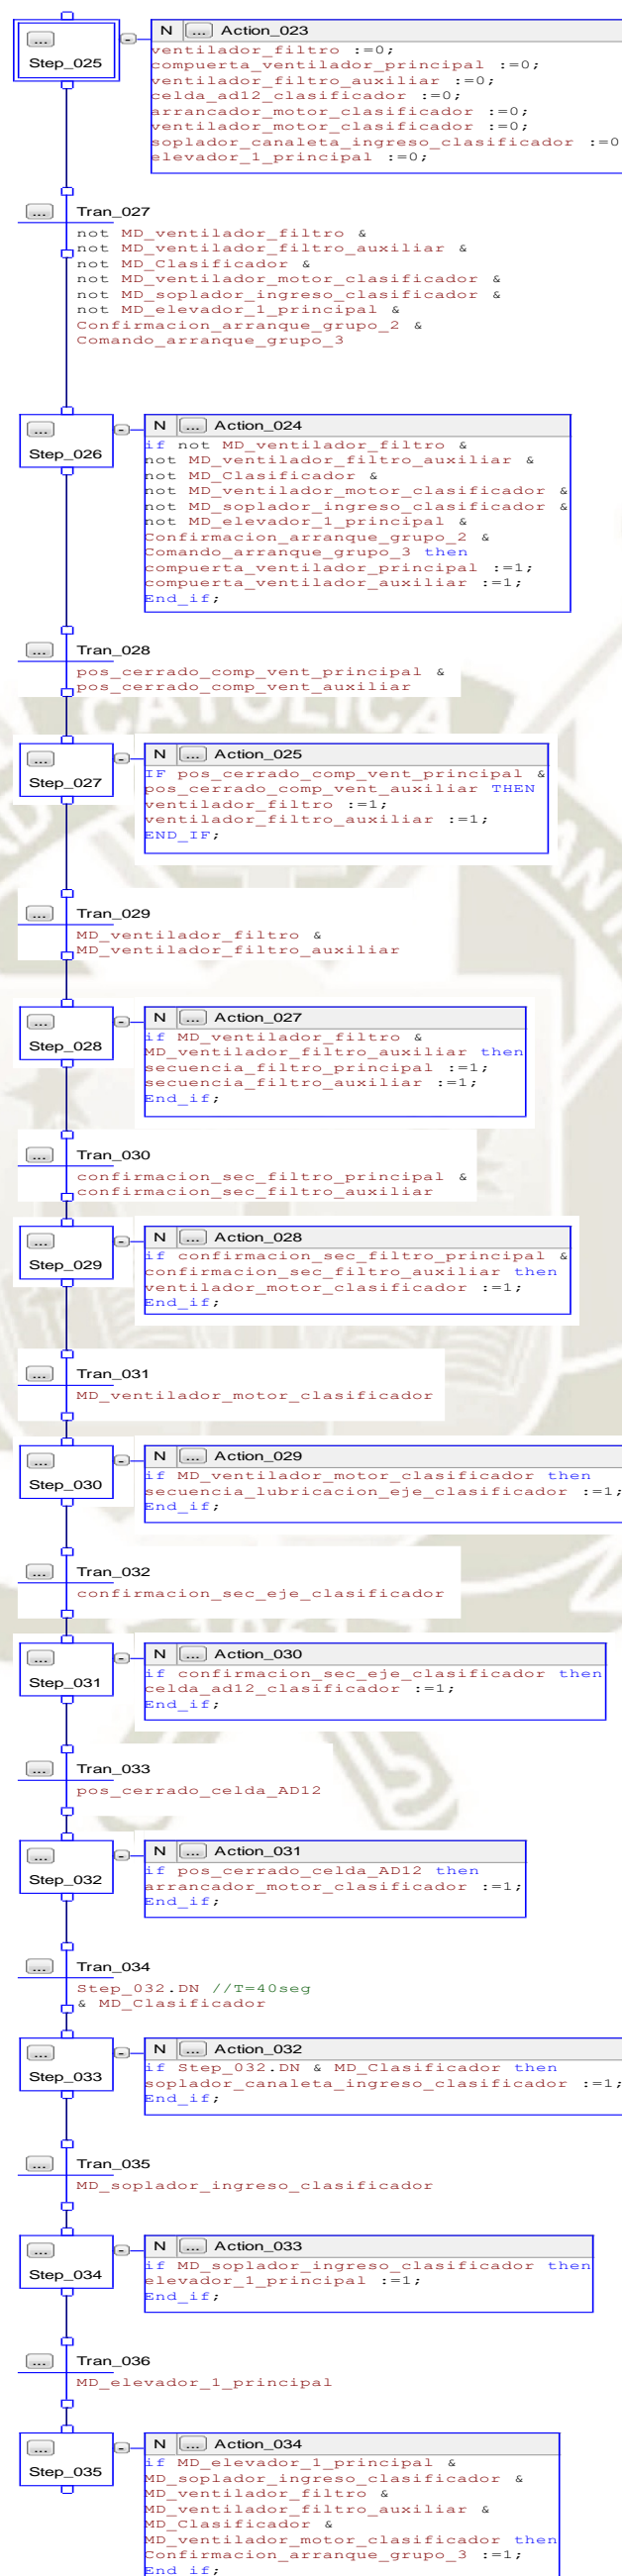 N ... Action_023
...
Step_025
ventilador_filtro :=0;
compuerta_ventilador_principal :=0;
ventilador_filtro_auxiliar :=0;
celda_ad12_clasificador :=0;
arrancador_motor_clasificador :=0;
ventilador_motor_clasificador :=0;
soplador_canaleta_ingreso_clasificador :=0
elevador_1_principal :=0;
... Tran_027
not MD_ventilador_filtro &
not MD_ventilador_filtro_auxiliar &
not MD_Clasificador &
not MD_ventilador_motor_clasificador &
not MD_soplador_ingreso_clasificador &
not MD_elevador_1_principal &
Confirmacion_arranque_grupo_2 &
Comando_arranque_grupo_3
N ... Action_024
...
Step_026
if not MD_ventilador_filtro &
not MD_ventilador_filtro_auxiliar &
not MD_Clasificador &
not MD_ventilador_motor_clasificador &
not MD_soplador_ingreso_clasificador &
not MD_elevador_1_principal &
Confirmacion_arranque_grupo_2 &
Comando_arranque_grupo_3 then
compuerta_ventilador_principal :=1;
compuerta_ventilador_auxiliar :=1;
End_if;
... Tran_028
pos_cerrado_comp_vent_principal &
pos_cerrado_comp_vent_auxiliar
N ... Action_025
...
Step_027
IF pos_cerrado_comp_vent_principal &
pos_cerrado_comp_vent_auxiliar THEN
ventilador_filtro :=1;
ventilador_filtro_auxiliar :=1;
END_IF;
... Tran_029
MD_ventilador_filtro &
MD_ventilador_filtro_auxiliar
N ... Action_027
...
Step_028
if MD_ventilador_filtro &
MD_ventilador_filtro_auxiliar then
secuencia_filtro_principal :=1;
secuencia_filtro_auxiliar :=1;
End_if;
... Tran_030
confirmacion_sec_filtro_principal &
confirmacion_sec_filtro_auxiliar
N ... Action_028
...
Step_029
if confirmacion_sec_filtro_principal &
confirmacion_sec_filtro_auxiliar then
ventilador_motor_clasificador :=1;
End_if;
... Tran_031
MD_ventilador_motor_clasificador
N ... Action_029
...
Step_030
if MD_ventilador_motor_clasificador then
secuencia_lubricacion_eje_clasificador :=1;
End_if;
... Tran_032
confirmacion_sec_eje_clasificador
N ... Action_030
...
Step_031
if confirmacion_sec_eje_clasificador then
celda_ad12_clasificador :=1;
End_if;
... Tran_033
pos_cerrado_celda_AD12
N ... Action_031
...
Step_032
if pos_cerrado_celda_AD12 then
arrancador_motor_clasificador :=1;
End_if;
... Tran_034
Step_032.DN //T=40seg
& MD_Clasificador
N ... Action_032
...
Step_033
if Step_032.DN & MD_Clasificador then
soplador_canaleta_ingreso_clasificador :=1;
End_if;
... Tran_035
MD_soplador_ingreso_clasificador
N ... Action_033
...
Step_034
if MD_soplador_ingreso_clasificador then
elevador_1_principal :=1;
End_if;
... Tran_036
MD_elevador_1_principal
N ... Action_034
...
Step_035
if MD_elevador_1_principal &
MD_soplador_ingreso_clasificador &
MD_ventilador_filtro &
MD_ventilador_filtro_auxiliar &
MD_Clasificador &
MD_ventilador_motor_clasificador then
Confirmacion_arranque_grupo_3 :=1;
End_if;
CATOLICA